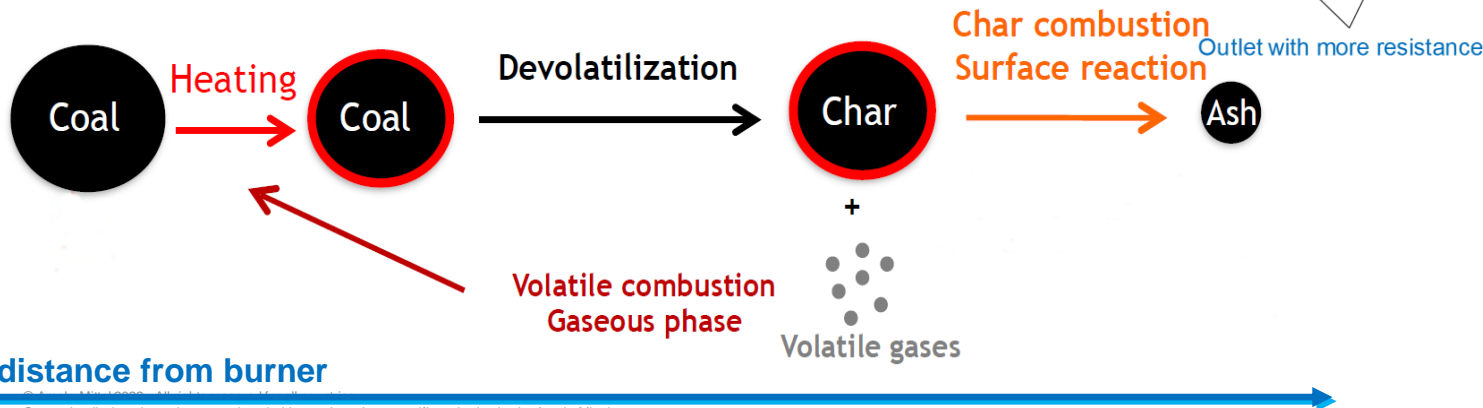 Char combustion
Surface reaction
Outlet with more resistance
Heating
Devolatilization
Coal
Coal
Char
Ash
+
Volatile combustion
Gaseous phase
Volatile gases
distance from burner